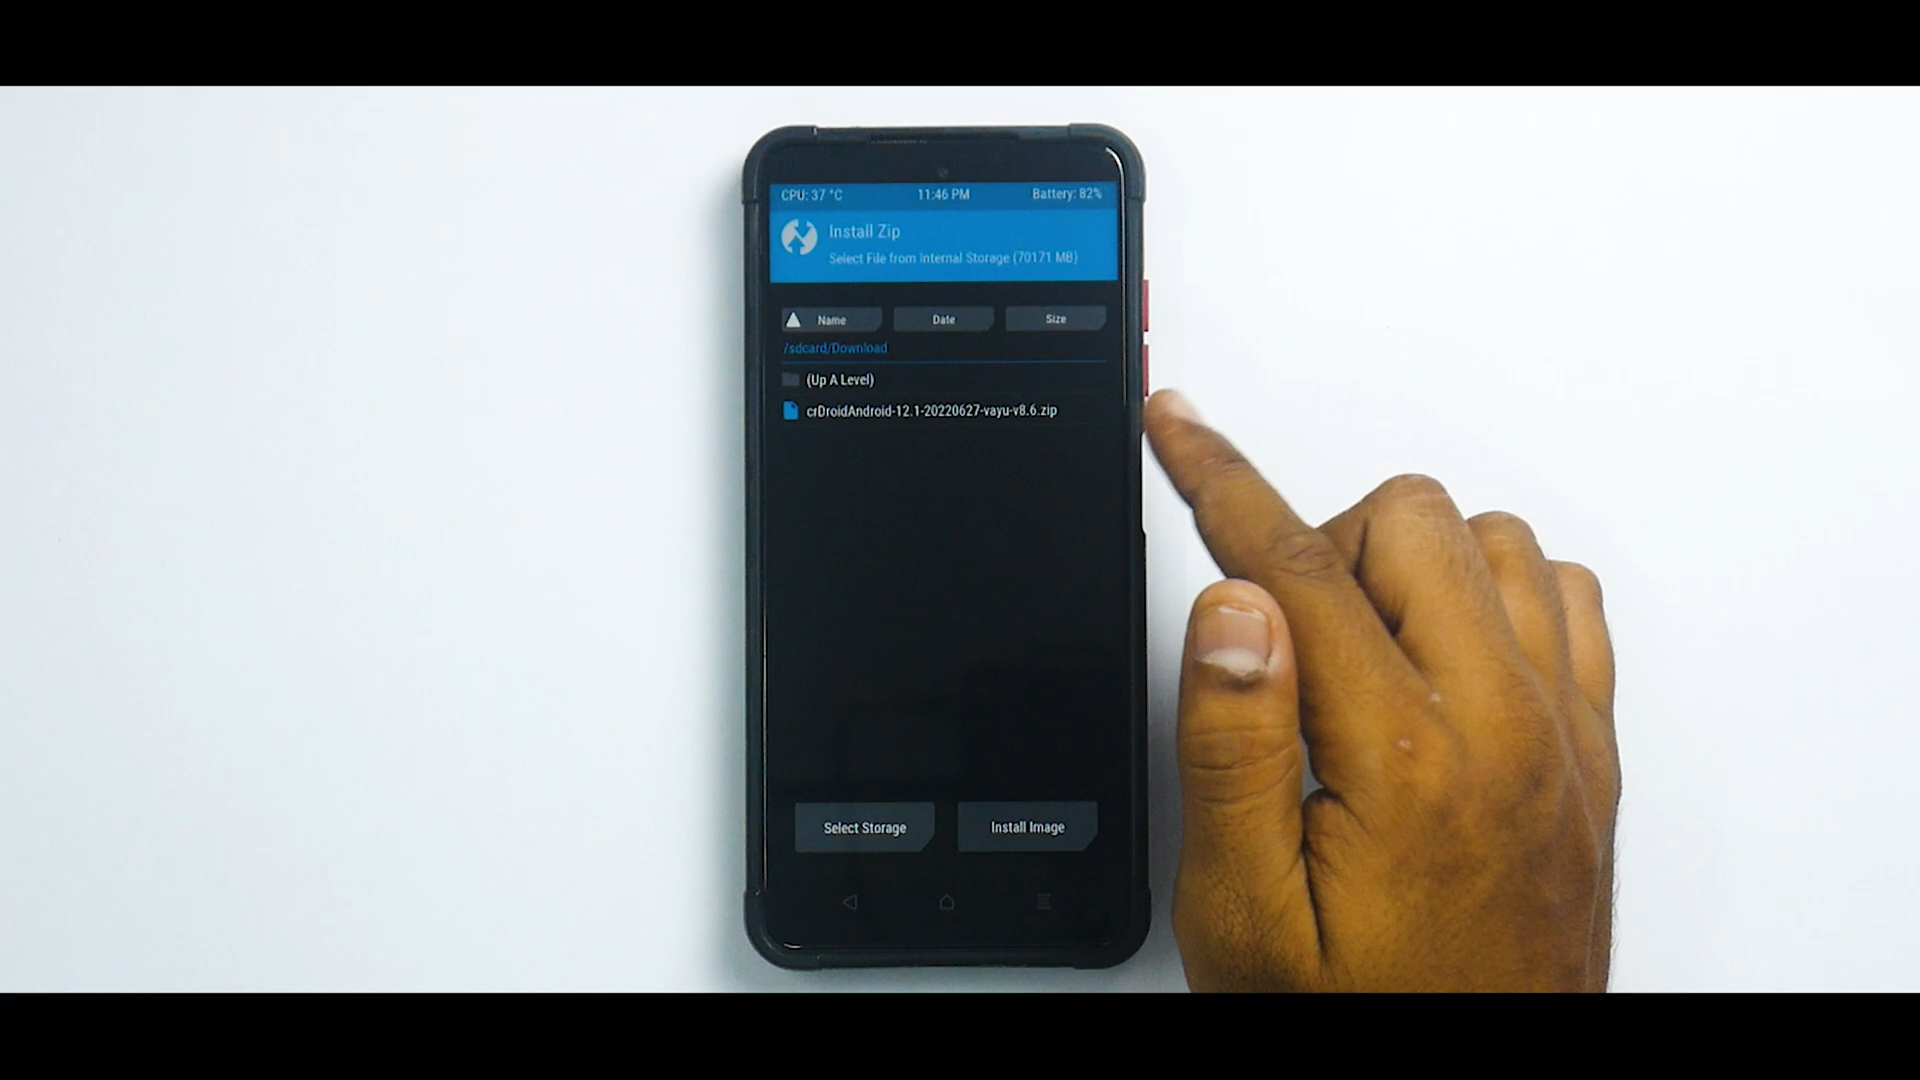 CPU: 37 °C 11:46 PM Battery: 82%
Install Zip
Select File from Internal Storage (70171 MB)
Name Date Size
/sdcard/Download
(Up A Level)
crDroidAndroid-12.1-20220627-vayu-v8.6.zip
Select Storage Install Image